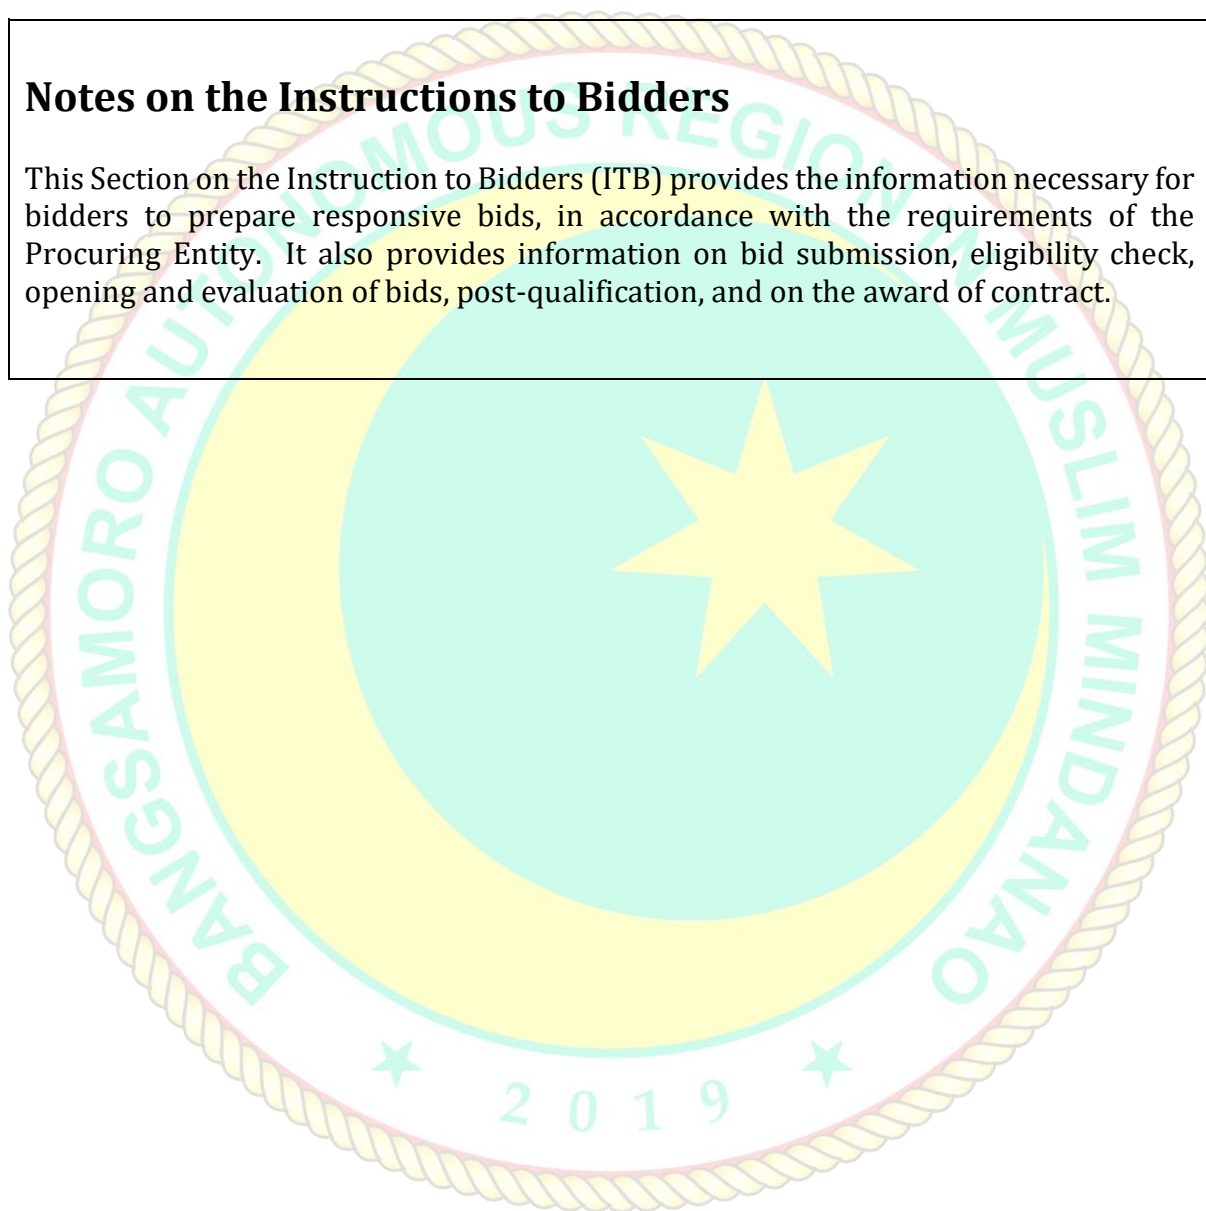 Notes on the Instructions to Bidders
This Section on the Instruction to Bidders (ITB) provides the information necessary for
bidders to prepare responsive bids, in accordance with the requirements of the
Procuring Entity. It also provides information on bid submission, eligibility check,
opening and evaluation of bids, post-qualification, and on the award of contract.
BANGSAMORO AUTONOMOUS REGION IN MUSLIM MINDANAO
2019